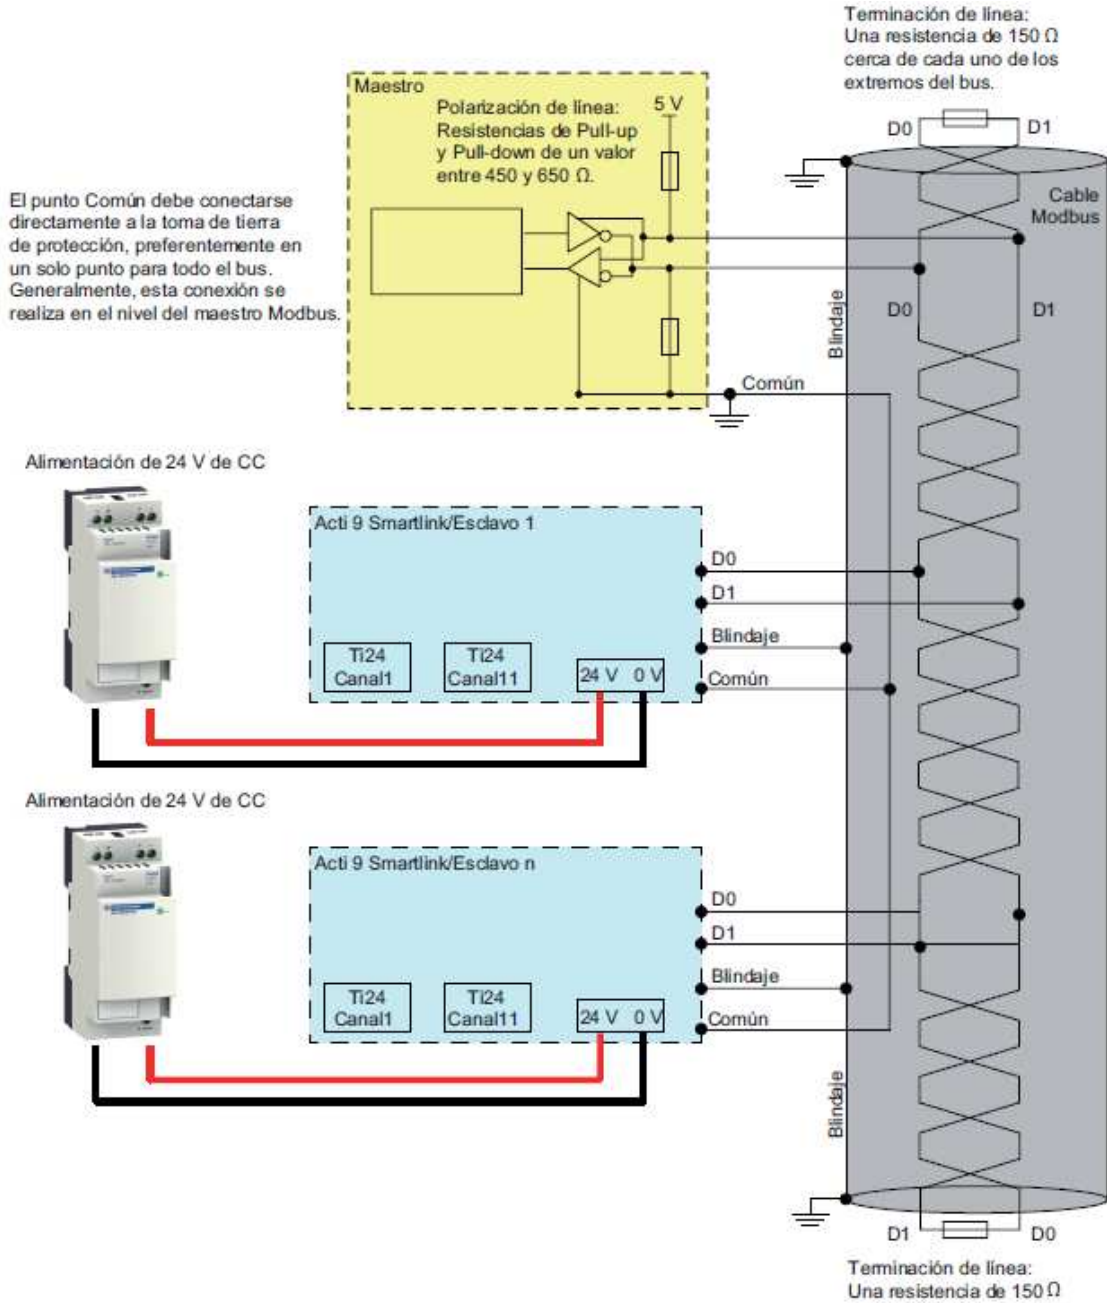 Terminación de línea:
Una resistencia de 150 Ω
cerca de cada uno de los
extremos del bus.
Maestro
Polarización de línea:
Resistencias de Pull-up
y Pull-down de un valor
entre 450 y 650 Ω.
5 V
D0
D1
Cable
Modbus
El punto Común debe conectarse
directamente a la toma de tierra
de protección, preferentemente en
un solo punto para todo el bus.
Generalmente, esta conexión se
realiza en el nivel del maestro Modbus.
D0
D1
Blindaje
Común
Alimentación de 24 V de CC
Acti 9 Smartlink/Esclavo 1
D0
D1
Blindaje
Común
Ti24
Canal1
Ti24
Canal11
24 V 0 V
Alimentación de 24 V de CC
Acti 9 Smartlink/Esclavo n
D0
D1
Blindaje
Común
Ti24
Canal1
Ti24
Canal11
24 V 0 V
Blindaje
D1
D0
Terminación de línea:
Una resistencia de 150 Ω